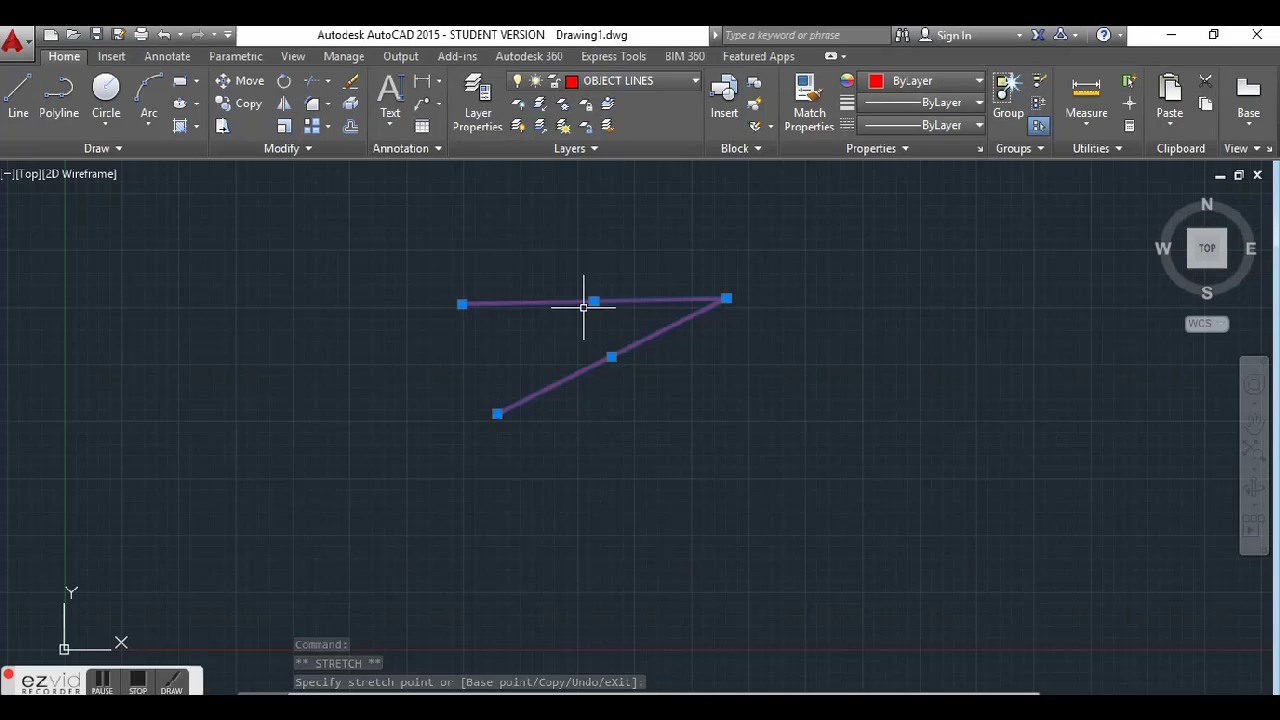 Autodesk AutoCAD 2015 - STUDENT VERSION Drawing1.dwg
Type a keyword or phrase
Sign In
Home Insert Annotate Parametric View Manage Output Add-ins Autodesk 360 Express Tools BIM 360 Featured Apps
Move
OBJECT LINES
ByLayer
Copy
ByLayer
Line Polyline Circle Arc
Text
Layer
Properties
Insert
Match
Properties
ByLayer
Group
Measure
Paste
Base
Draw
Modify
Annotation
Layers
Block
Properties
Groups
Utilities
Clipboard
View
[−][Top][2D Wireframe]
N
W TOP E
S
WCS
Y
X
Command:
** STRETCH **
Specify stretch point or [Base point/Copy/Undo/eXit]:
ezvid
RECORDER
PAUSE STOP DRAW